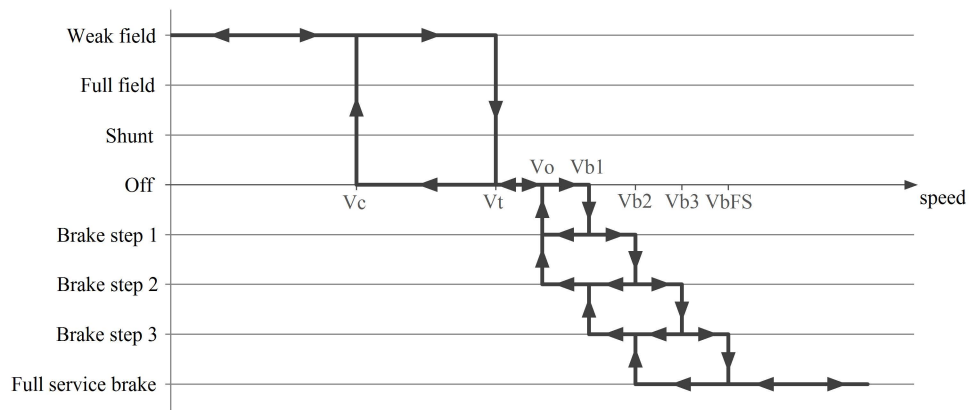 Weak field
Full field
Shunt
Vo Vb1
Off
Vc Vt Vb2 Vb3 VbFS speed
Brake step 1
Brake step 2
Brake step 3
Full service brake